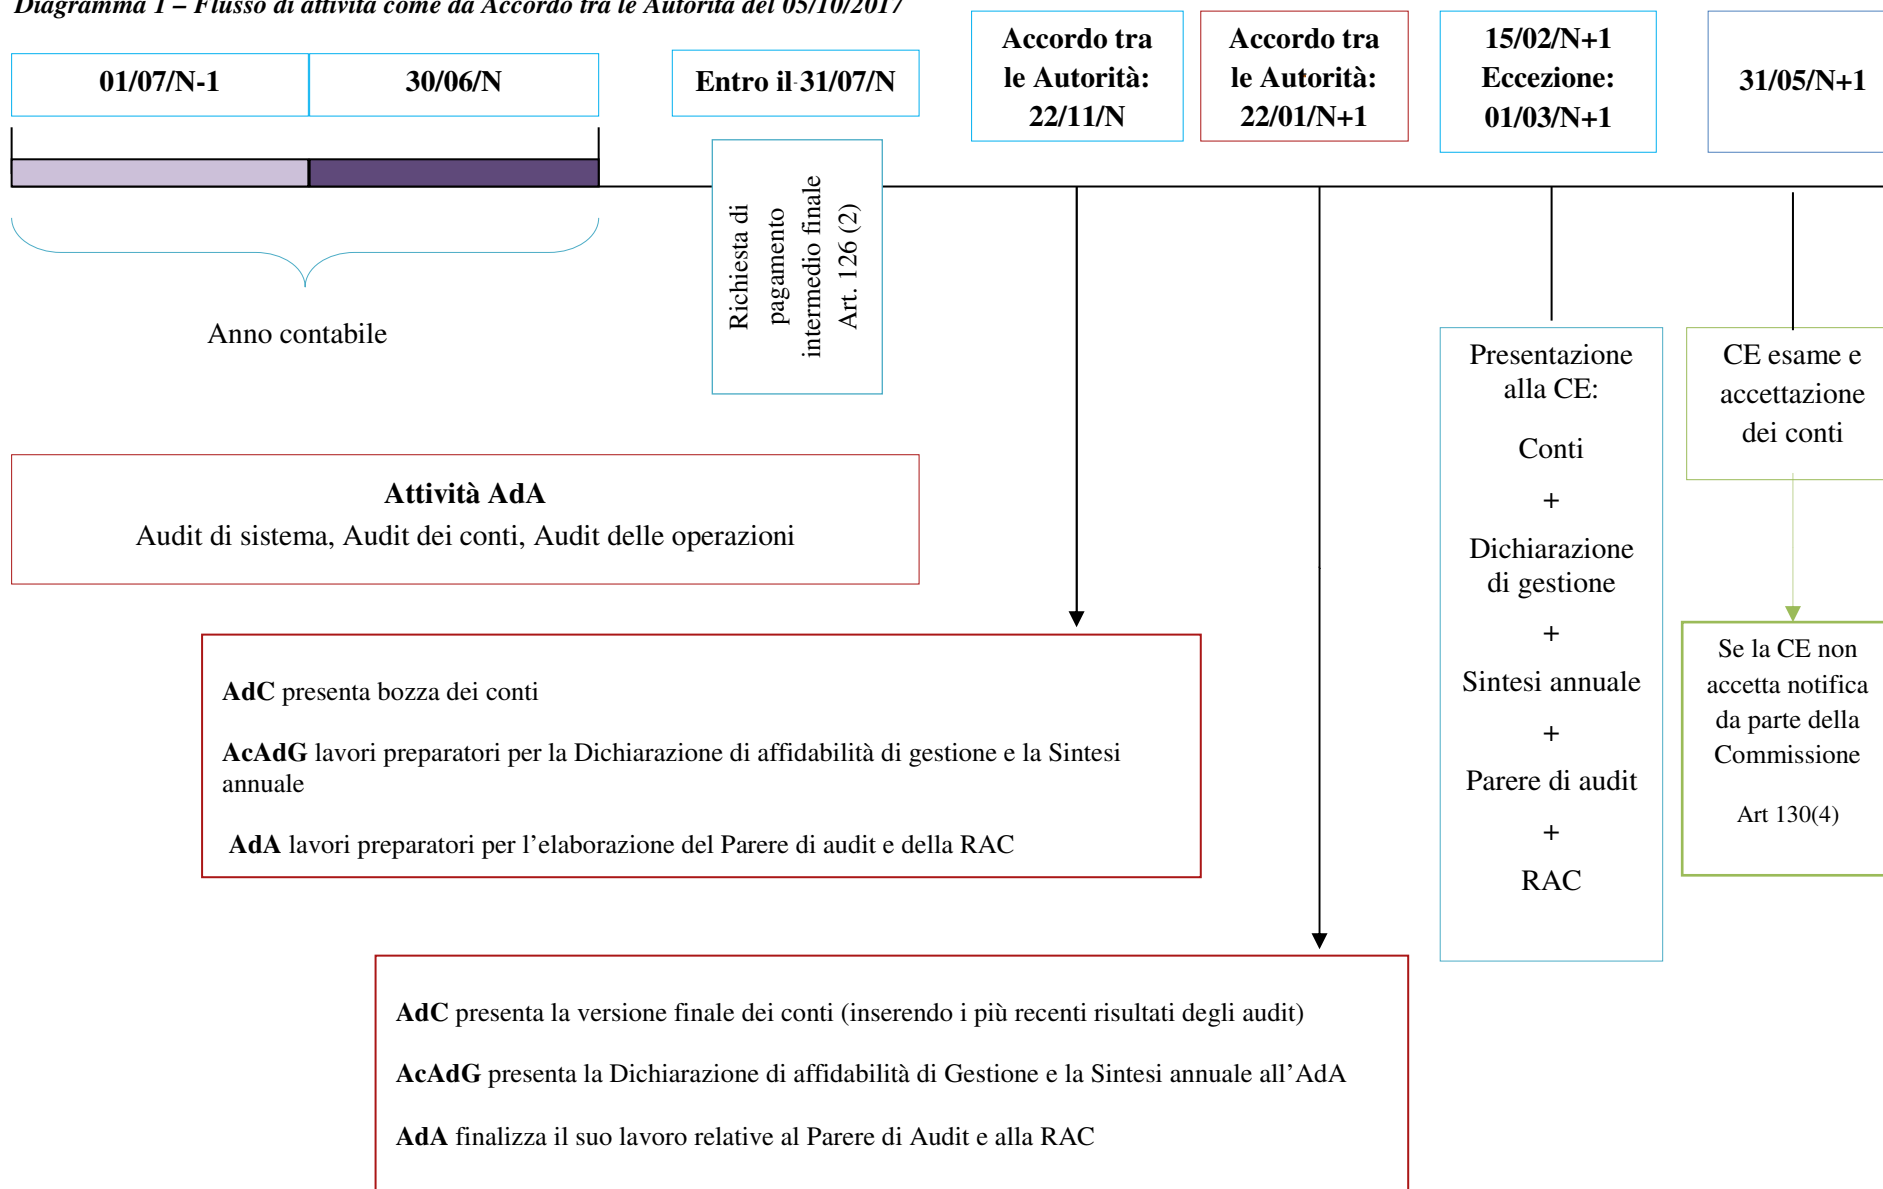 Diagramma 1 – Flusso di attività come da Accordo tra le Autorità del 05/10/2017
01/07/N-1
30/06/N
Entro il 31/07/N
Accordo tra
le Autorità:
22/11/N
Accordo tra
le Autorità:
22/01/N+1
15/02/N+1
Eccezione:
01/03/N+1
31/05/N+1
Richiesta di
pagamento
intermedio finale
Art. 126 (2)
Anno contabile
Attività AdA
Audit di sistema, Audit dei conti, Audit delle operazioni
AdC presenta bozza dei conti
AcAdG lavori preparatori per la Dichiarazione di affidabilità di gestione e la Sintesi
annuale
AdA lavori preparatori per l’elaborazione del Parere di audit e della RAC
AdC presenta la versione finale dei conti (inserendo i più recenti risultati degli audit)
AcAdG presenta la Dichiarazione di affidabilità di Gestione e la Sintesi annuale all’AdA
AdA finalizza il suo lavoro relative al Parere di Audit e alla RAC
Presentazione
alla CE:
Conti
+
Dichiarazione
di gestione
+
Sintesi annuale
+
Parere di audit
+
RAC
CE esame e
accettazione
dei conti
Se la CE non
accetta notifica
da parte della
Commissione
Art 130(4)